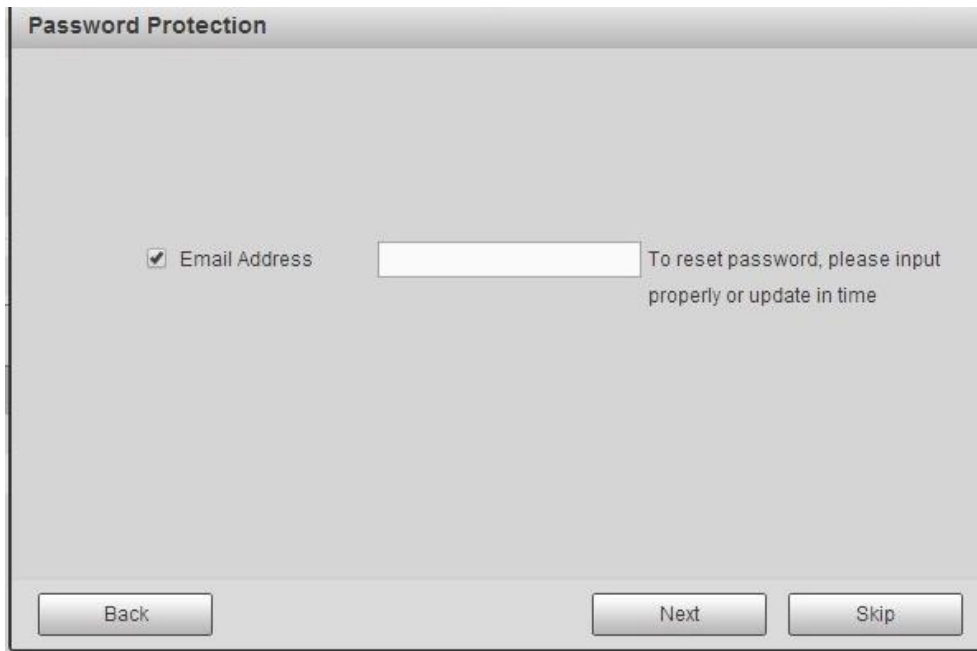 Password Protection
Email Address
To reset password, please input
properly or update in time
Back
Next
Skip